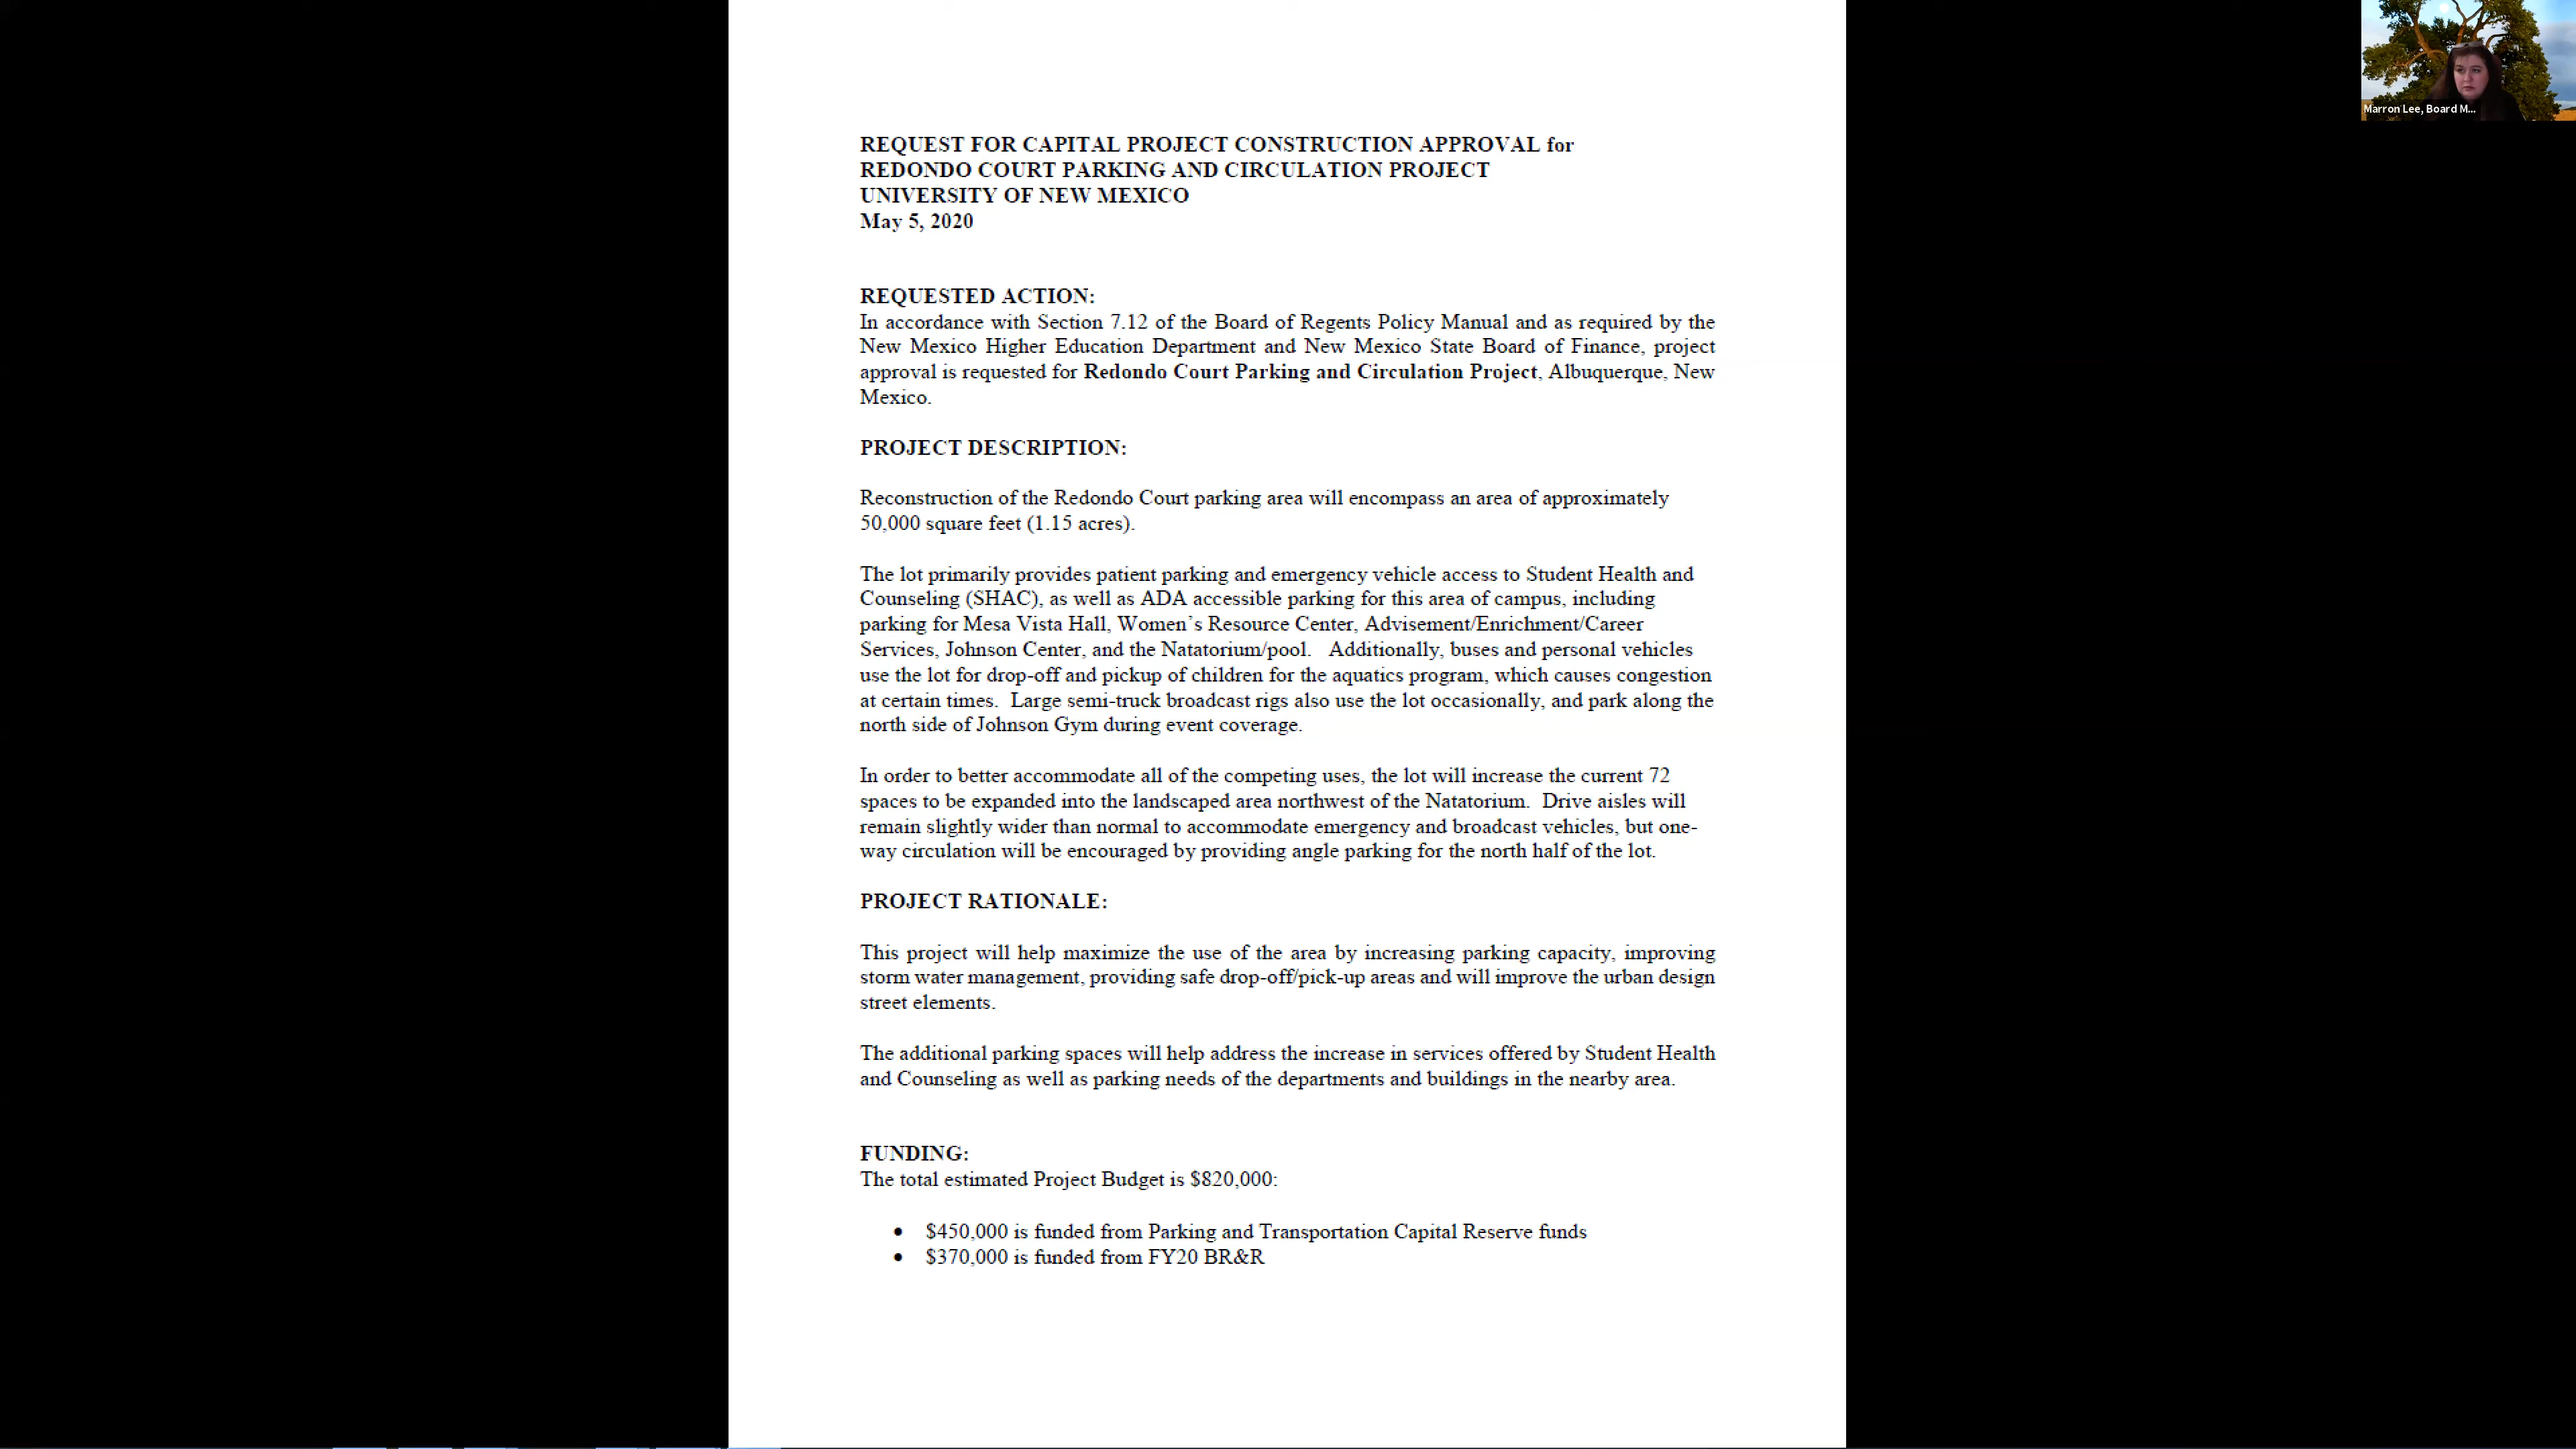 REQUEST FOR CAPITAL PROJECT CONSTRUCTION APPROVAL for
REDONDO COURT PARKING AND CIRCULATION PROJECT
UNIVERSITY OF NEW MEXICO
May 5, 2020
REQUESTED ACTION:
In accordance with Section 7.12 of the Board of Regents Policy Manual and as required by the
New Mexico Higher Education Department and New Mexico State Board of Finance, project
approval is requested for Redondo Court Parking and Circulation Project, Albuquerque, New
Mexico.
PROJECT DESCRIPTION:
Reconstruction of the Redondo Court parking area will encompass an area of approximately
50,000 square feet (1.15 acres).
The lot primarily provides patient parking and emergency vehicle access to Student Health and
Counseling (SHAC), as well as ADA accessible parking for this area of campus, including
parking for Mesa Vista Hall, Women's Resource Center, Advisement/Enrichment/Career
Services, Johnson Center, and the Natatorium/pool. Additionally, buses and personal vehicles
use the lot for drop-off and pickup of children for the aquatics program, which causes congestion
at certain times. Large semi-truck broadcast rigs also use the lot occasionally, and park along the
north side of Johnson Gym during event coverage.
In order to better accommodate all of the competing uses, the lot will increase the current 72
spaces to be expanded into the landscaped area northwest of the Natatorium. Drive aisles will
remain slightly wider than normal to accommodate emergency and broadcast vehicles, but one-
way circulation will be encouraged by providing angle parking for the north half of the lot.
PROJECT RATIONALE:
This project will help maximize the use of the area by increasing parking capacity, improving
storm water management, providing safe drop-off/pick-up areas and will improve the urban design
street elements.
The additional parking spaces will help address the increase in services offered by Student Health
and Counseling as well as parking needs of the departments and buildings in the nearby area.
FUNDING:
The total estimated Project Budget is $820,000:
• $450,000 is funded from Parking and Transportation Capital Reserve funds
• $370,000 is funded from FY20 BR&R
Marron Lee, Board M...